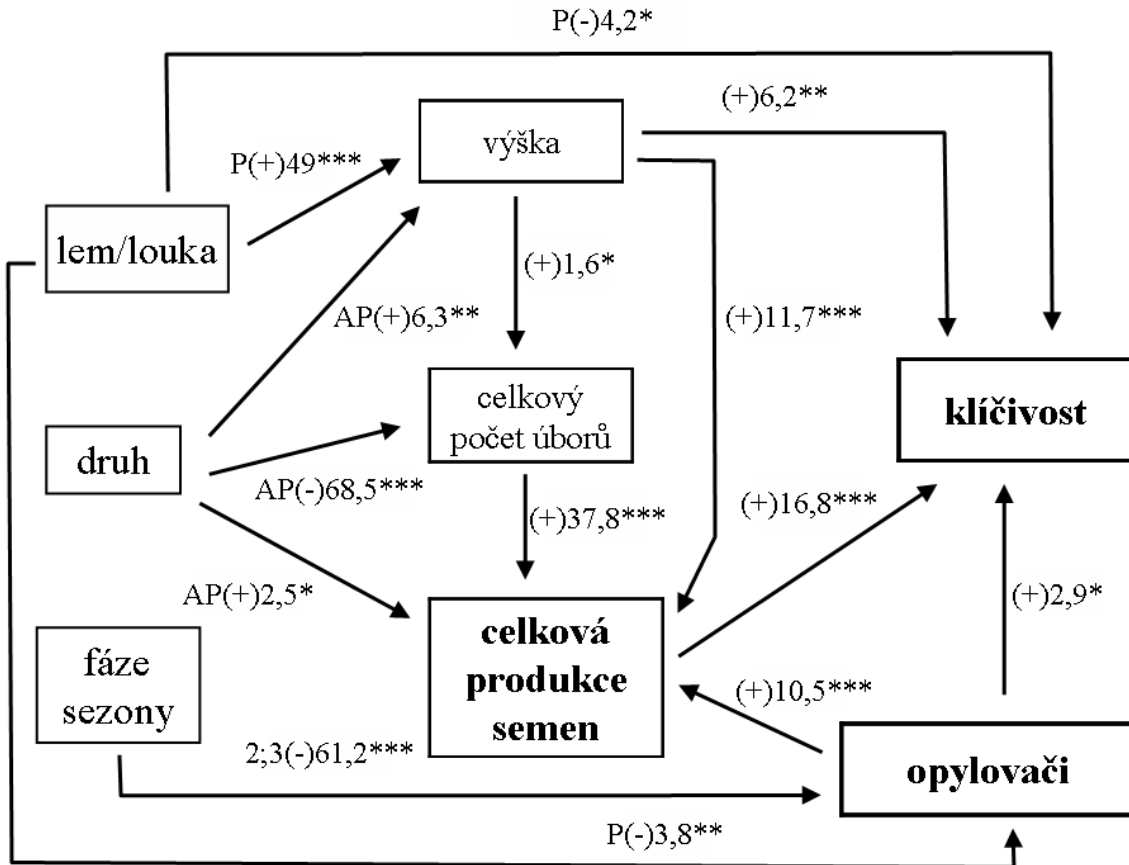 P(-)4,2*
(+)6,2**
výška
P(+)49***
lem/louka
(+)1,6*
AP(+)6,3**
(+)11,7***
celkový
počet úborů
klíčivost
druh
AP(-)68,5***
(+)37,8***
(+)16,8***
AP(+)2,5*
(+)2,9*
celková
produkce
semen
fáze
sezony
(+)10,5***
2;3(-)61,2***
opylovači
P(-)3,8**